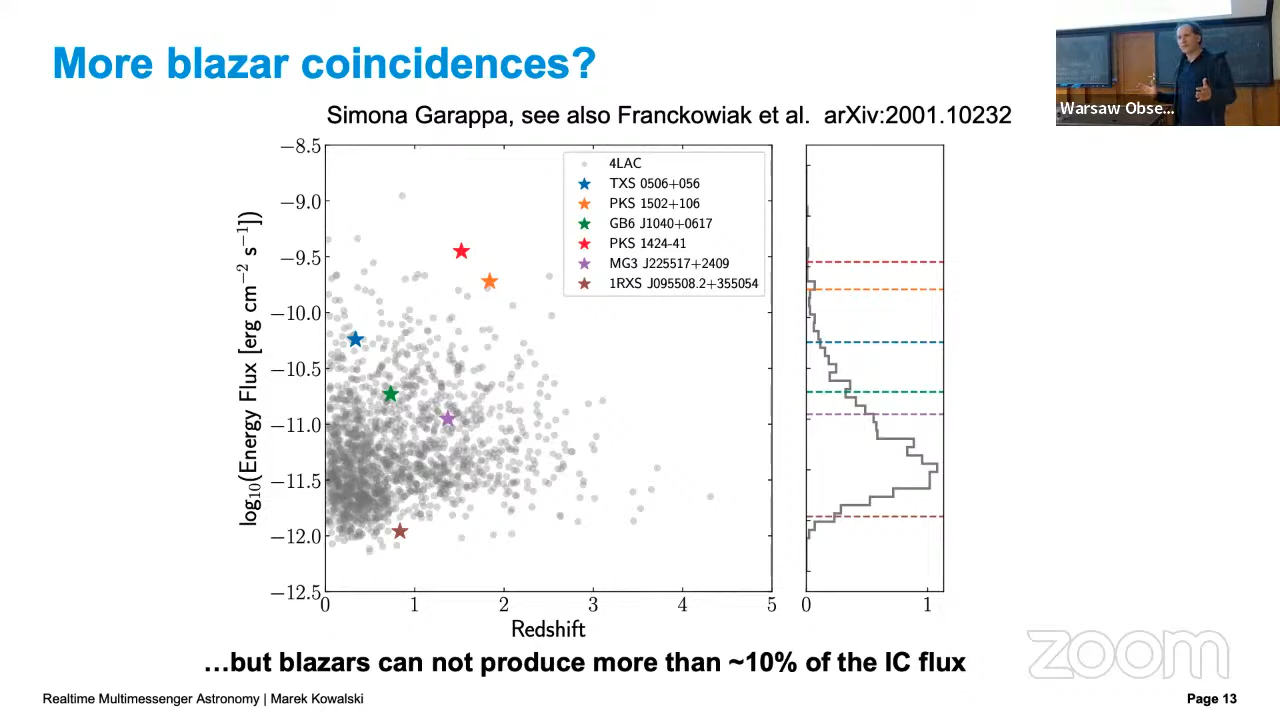 More blazar coincidences?
Warsaw Obse...
Simona Garappa, see also Franckowiak et al. arXiv:2001.10232
−8.5
−9.0
−9.5
−10.0
−10.5
−11.0
−11.5
−12.0
−12.5
log10(Energy Flux [erg cm−2 s−1])
4LAC
TXS 0506+056
PKS 1502+106
GB6 J1040+0617
PKS 1424-41
MG3 J225517+2409
1RXS J095508.2+355054
0 1 2 3 4 5
Redshift
0 1
…but blazars can not produce more than ~10% of the IC flux
zoom
Realtime Multimessenger Astronomy | Marek Kowalski
Page 13